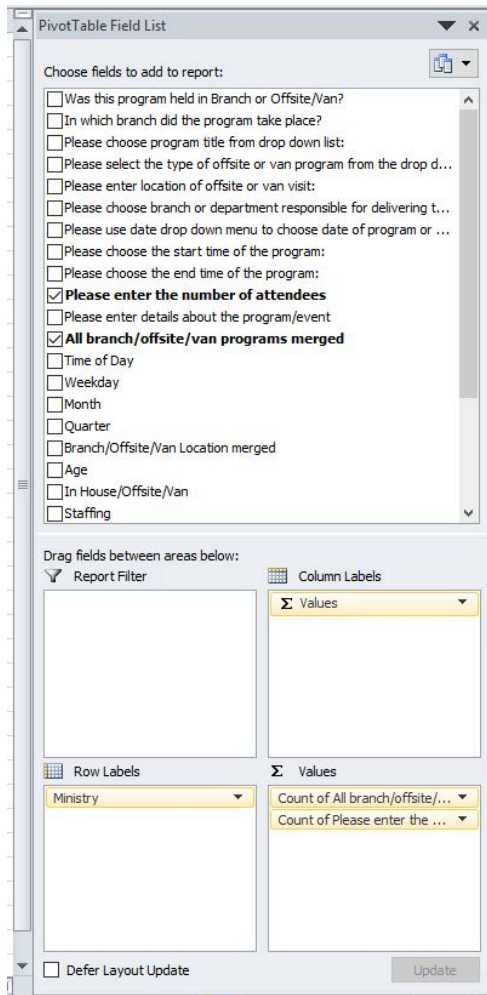 PivotTable Field List
Choose fields to add to report:
Was this program held in Branch or Offsite/Van?
In which branch did the program take place?
Please choose program title from drop down list:
Please select the type of offsite or van program from the drop d...
Please enter location of offsite or van visit:
Please choose branch or department responsible for delivering t...
Please use date drop down menu to choose date of program or ...
Please choose the start time of the program:
Please choose the end time of the program:
Please enter the number of attendees
Please enter details about the program/event
All branch/offsite/van programs merged
Time of Day
Weekday
Month
Quarter
Branch/Offsite/Van Location merged
Age
In House/Offsite/Van
Staffing
Drag fields between areas below:
Report Filter
Column Labels
Σ Values
Row Labels
Σ Values
Ministry
Count of All branch/offsite/...
Count of Please enter the ...
Defer Layout Update
Update